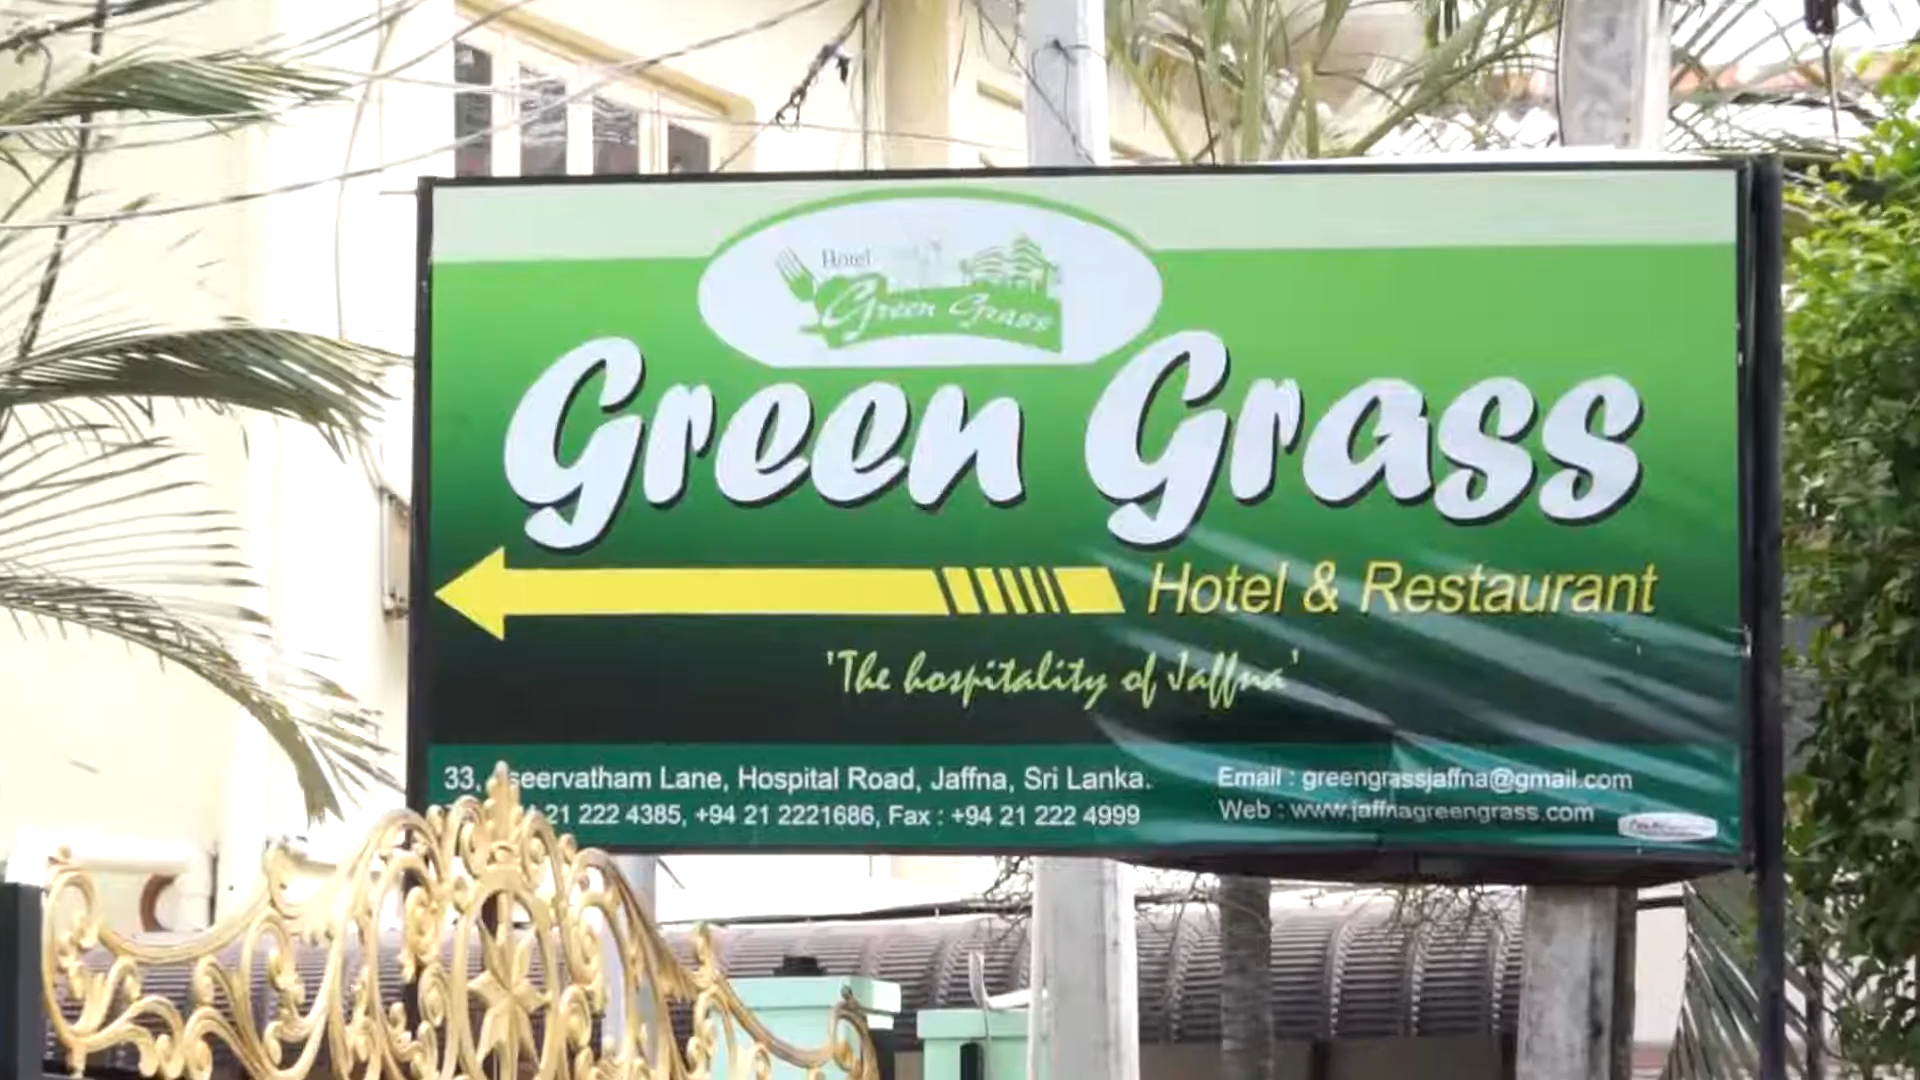 Hotel
Green Grass
Green Grass
Hotel & Restaurant
'The hospitality of Jaffna'
33, seervatham Lane, Hospital Road, Jaffna, Sri Lanka.
21 222 4385, +94 21 2221686, Fax : +94 21 222 4999
Email : greengrassjaffna@gmail.com
Web : www.jaffnagreengrass.com